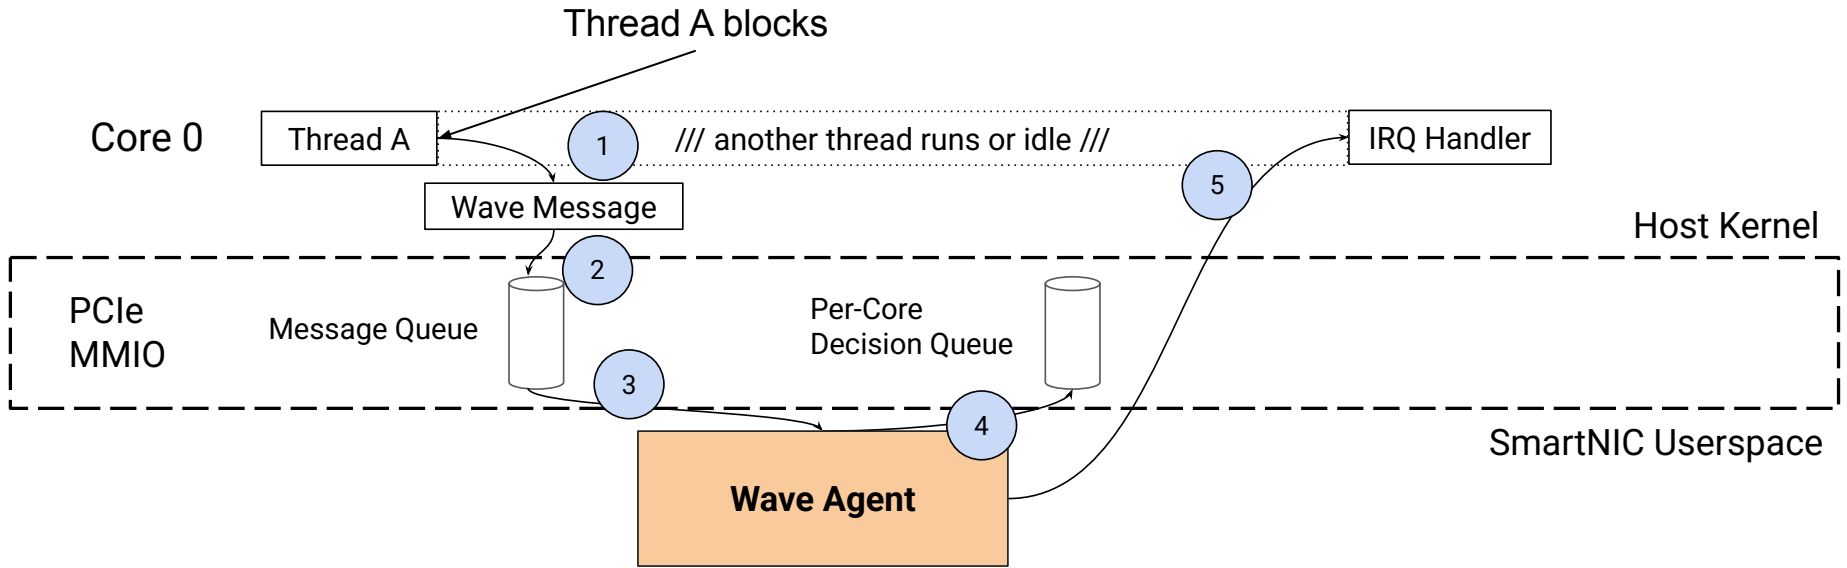 Thread A blocks
Core 0
Thread A
1
/// another thread runs or idle ///
IRQ Handler
5
Wave Message
Host Kernel
2
PCIe
MMIO
Message Queue
Per-Core
Decision Queue
3
4
SmartNIC Userspace
Wave Agent